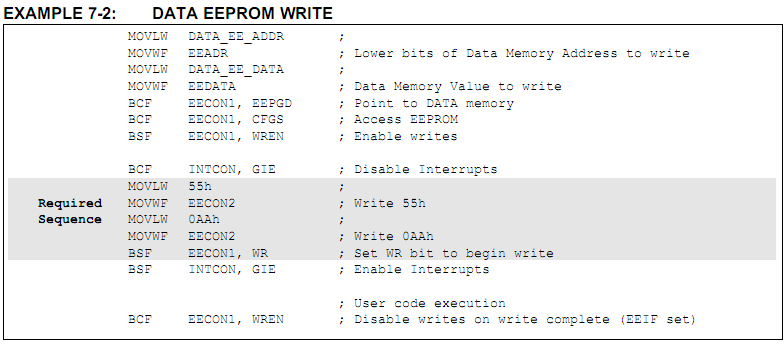 EXAMPLE 7-2: DATA EEPROM WRITE
MOVLW DATA_EE_ADDR ;
MOVWF EEADR ; Lower bits of Data Memory Address to write
MOVLW DATA_EE_DATA ;
MOVWF EEDATA ; Data Memory Value to write
BCF EECON1, EEPGD ; Point to DATA memory
BCF EECON1, CFGS ; Access EEPROM
BSF EECON1, WREN ; Enable writes
BCF INTCON, GIE ; Disable Interrupts
MOVLW 55h ;
Required MOVWF EECON2 ; Write 55h
Sequence MOVLW 0AAh ;
MOVWF EECON2 ; Write 0AAh
BSF EECON1, WR ; Set WR bit to begin write
BSF INTCON, GIE ; Enable Interrupts
; User code execution
BCF EECON1, WREN ; Disable writes on write complete (EEIF set)